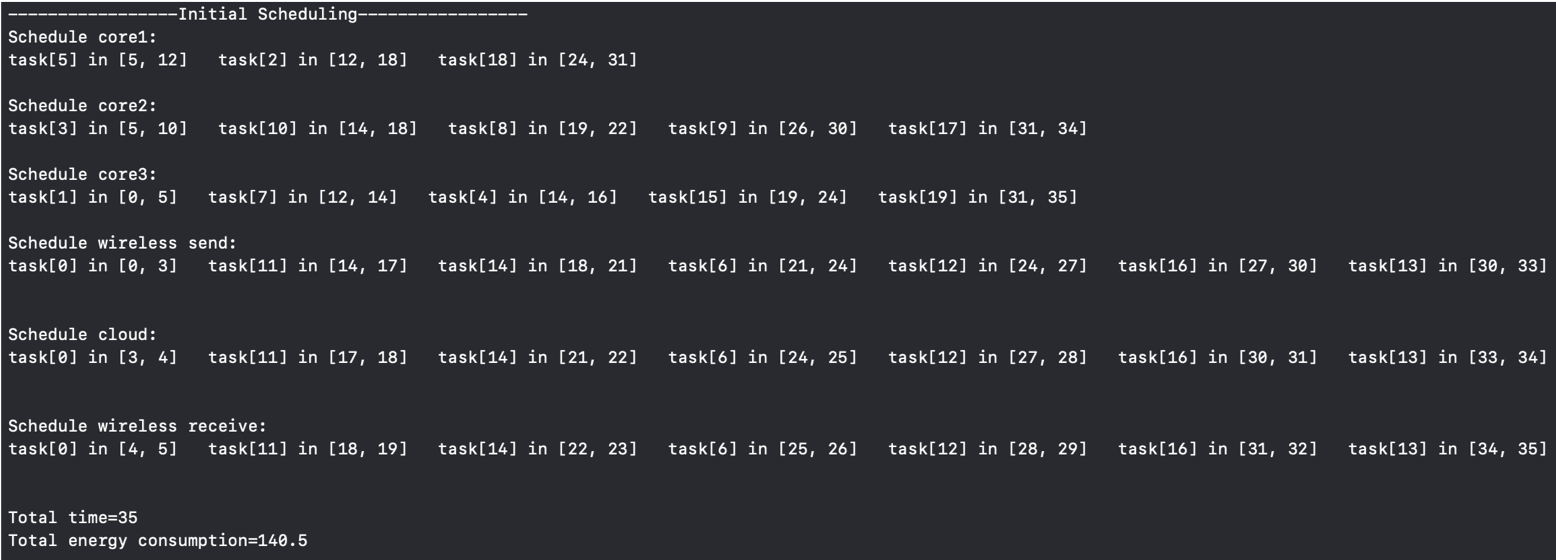 -----------------Initial Scheduling-----------------
Schedule core1:
task[5] in [5, 12]   task[2] in [12, 18]   task[18] in [24, 31]
Schedule core2:
task[3] in [5, 10]   task[10] in [14, 18]   task[8] in [19, 22]   task[9] in [26, 30]   task[17] in [31, 34]
Schedule core3:
task[1] in [0, 5]   task[7] in [12, 14]   task[4] in [14, 16]   task[15] in [19, 24]   task[19] in [31, 35]
Schedule wireless send:
task[0] in [0, 3]   task[11] in [14, 17]   task[14] in [18, 21]   task[6] in [21, 24]   task[12] in [24, 27]   task[16] in [27, 30]   task[13] in [30, 33]
Schedule cloud:
task[0] in [3, 4]   task[11] in [17, 18]   task[14] in [21, 22]   task[6] in [24, 25]   task[12] in [27, 28]   task[16] in [30, 31]   task[13] in [33, 34]
Schedule wireless receive:
task[0] in [4, 5]   task[11] in [18, 19]   task[14] in [22, 23]   task[6] in [25, 26]   task[12] in [28, 29]   task[16] in [31, 32]   task[13] in [34, 35]
Total time=35
Total energy consumption=140.5